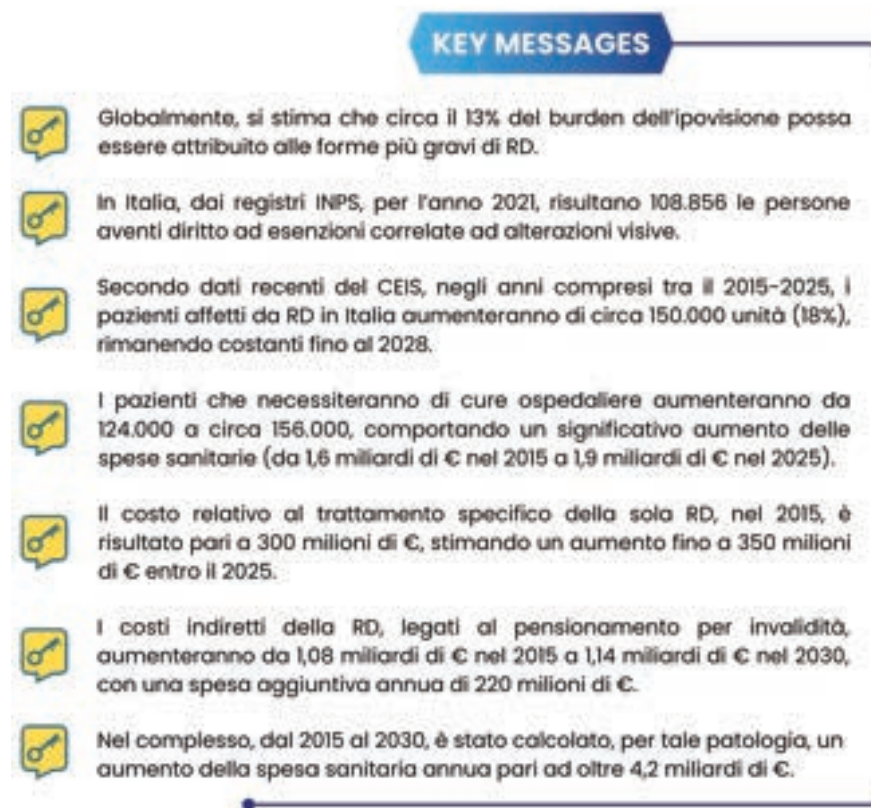 KEY MESSAGES
Globalmente, si stima che circa il 13% del burden dell'ipovisione possa
essere attribuito alle forme più gravi di RD.
In Italia, dai registri INPS, per l'anno 2021, risultano 108.856 le persone
aventi diritto ad esenzioni correlate ad alterazioni visive.
Secondo dati recenti del CEIS, negli anni compresi tra il 2015-2025, i
pazienti affetti da RD in Italia aumenteranno di circa 150.000 unità (18%),
rimanendo costanti fino al 2028.
I pazienti che necessiteranno di cure ospedaliere aumenteranno da
124.000 a circa 156.000, comportando un significativo aumento delle
spese sanitarie (da 1,6 miliardi di € nel 2015 a 1,9 miliardi di € nel 2025).
Il costo relativo al trattamento specifico della sola RD, nel 2015, è
risultato pari a 300 milioni di €, stimando un aumento fino a 350 milioni
di € entro il 2025.
I costi indiretti della RD, legati al pensionamento per invalidità,
aumenteranno da 1,08 miliardi di € nel 2015 a 1,14 miliardi di € nel 2030,
con una spesa aggiuntiva annua di 220 milioni di €.
Nel complesso, dal 2015 al 2030, è stato calcolato, per tale patologia, un
aumento della spesa sanitaria annua pari ad oltre 4,2 miliardi di €.